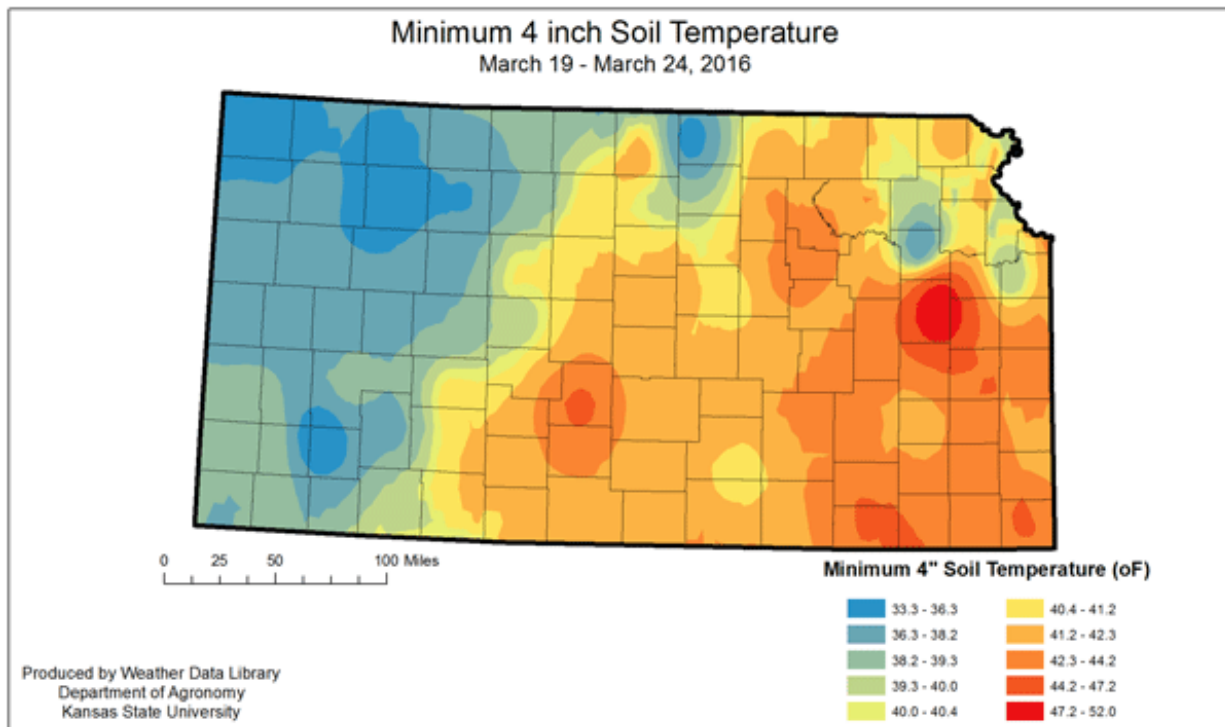 Minimum 4 inch Soil Temperature
March 19 - March 24, 2016
0 25 50 100 Miles
Minimum 4" Soil Temperature (oF)
33.3 - 36.3
36.3 - 38.2
38.2 - 39.3
39.3 - 40.0
40.0 - 40.4
40.4 - 41.2
41.2 - 42.3
42.3 - 44.2
44.2 - 47.2
47.2 - 52.0
Produced by Weather Data Library
Department of Agronomy
Kansas State University